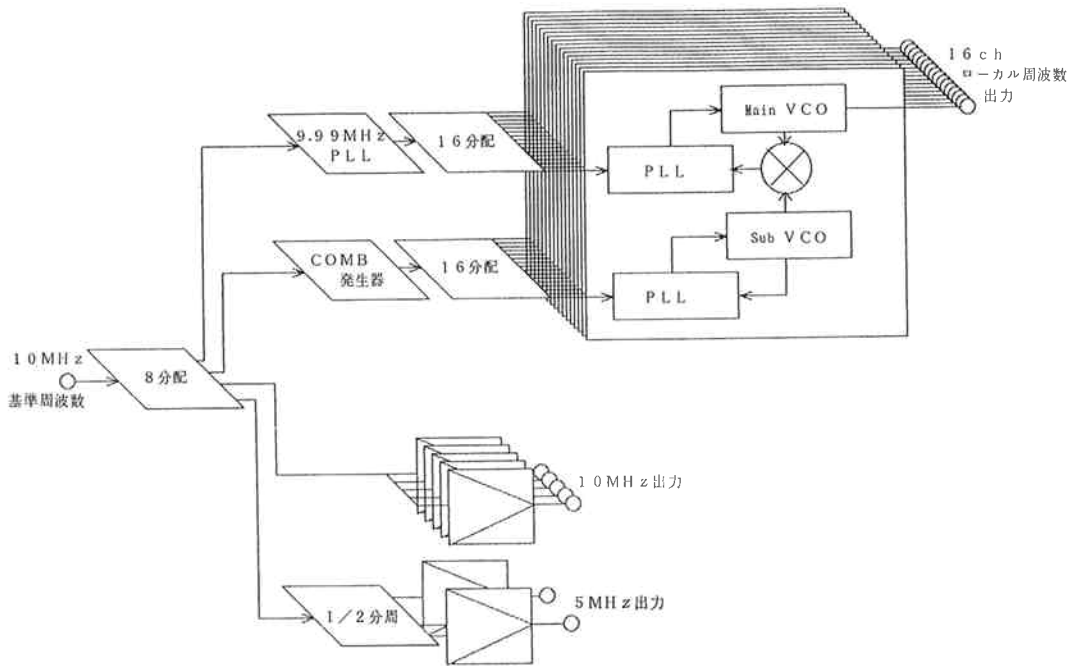 16ch
ローカル周波数
出力
Main VCO
9.99MHz
PLL
16分配
PLL
Sub VCO
COMB
発生器
16分配
PLL
10MHz
8分配
基準周波数
10MHz出力
1/2分周
5MHz出力